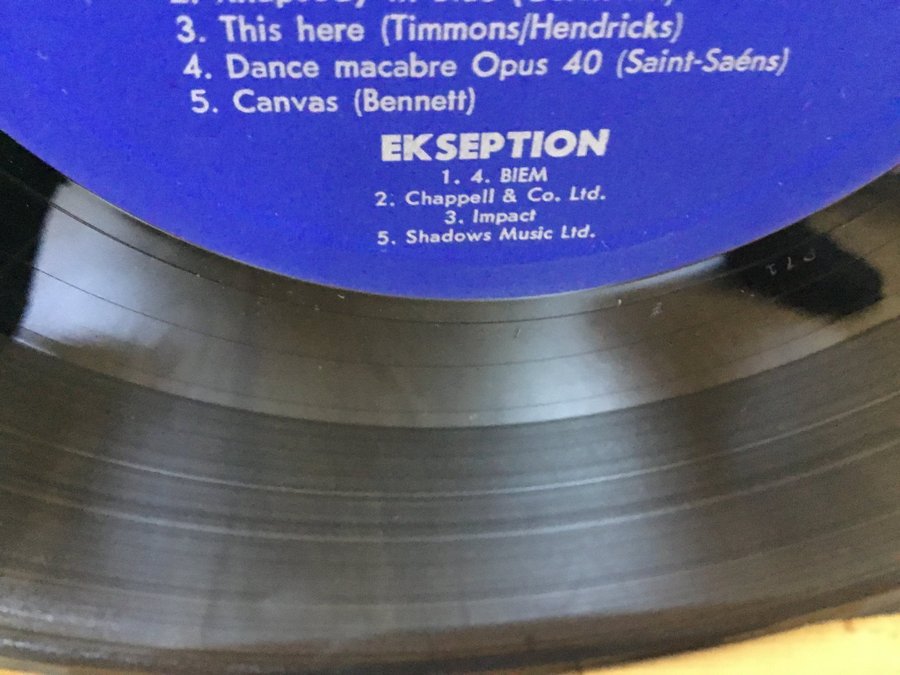 3. This here (Timmons/Hendricks)
4. Dance macabre Opus 40 (Saint-Saéns)
5. Canvas (Bennett)
EKSEPTION
1. 4. BIEM
2. Chappell & Co. Ltd.
3. Impact
5. Shadows Music Ltd.